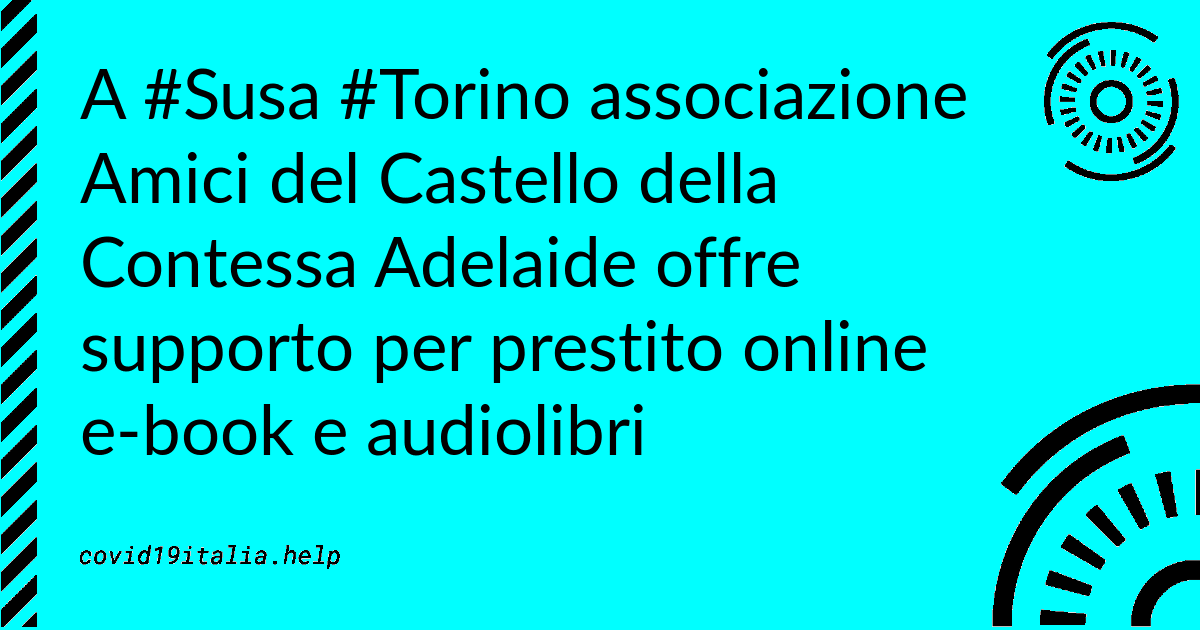 A #Susa #Torino associazione
Amici del Castello della
Contessa Adelaide offre
supporto per prestito online
e-book e audiolibri
covid19italia.help